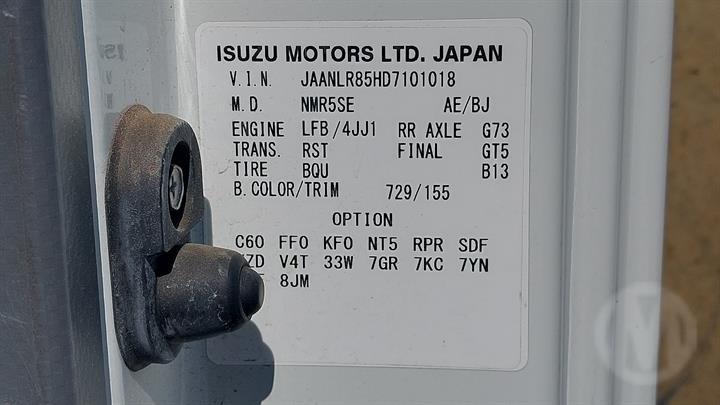 ISUZU MOTORS LTD. JAPAN
V.I.N. JAANLR85HD7101018
M.D. NMR5SE AE/BJ
ENGINE LFB/4JJ1 RR AXLE G73
TRANS. RST FINAL GT5
TIRE BQU B13
B.COLOR/TRIM 729/155
OPTION
C60 FF0 KF0 NT5 RPR SDF
V4T 33W 7GR 7KC 7YN
8JM
M